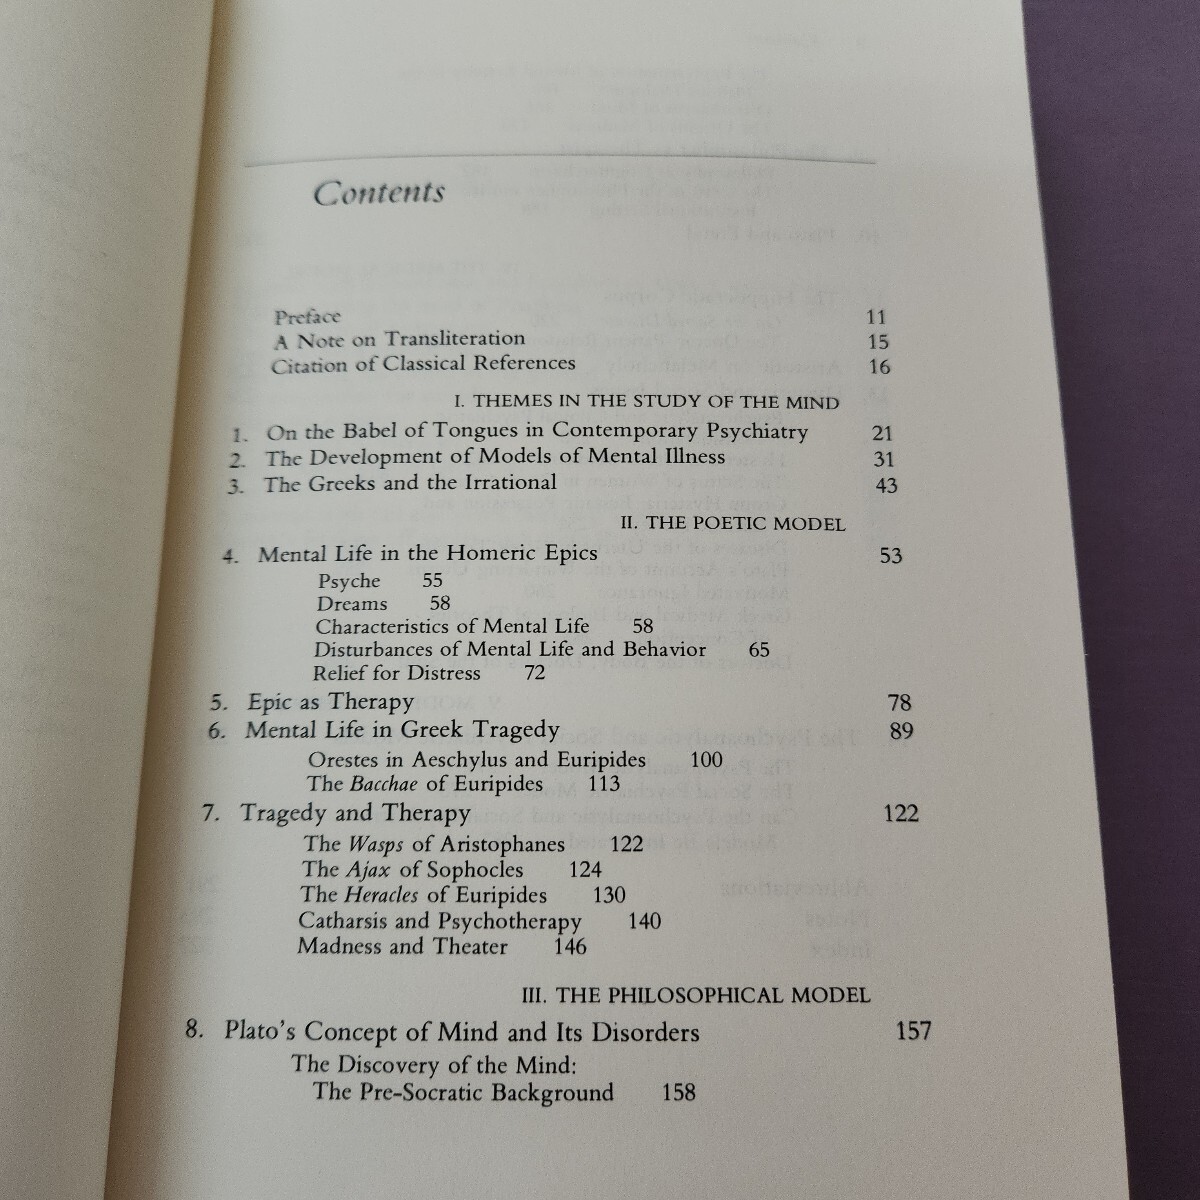 Contents
Preface 11
A Note on Transliteration 15
Citation of Classical References 16
I. THEMES IN THE STUDY OF THE MIND
1. On the Babel of Tongues in Contemporary Psychiatry 21
2. The Development of Models of Mental Illness 31
3. The Greeks and the Irrational 43
II. THE POETIC MODEL
4. Mental Life in the Homeric Epics 53
Psyche 55
Dreams 58
Characteristics of Mental Life 58
Disturbances of Mental Life and Behavior 65
Relief for Distress 72
5. Epic as Therapy 78
6. Mental Life in Greek Tragedy 89
Orestes in Aeschylus and Euripides 100
The Bacchae of Euripides 113
7. Tragedy and Therapy 122
The Wasps of Aristophanes 122
The Ajax of Sophocles 124
The Heracles of Euripides 130
Catharsis and Psychotherapy 140
Madness and Theater 146
III. THE PHILOSOPHICAL MODEL
8. Plato's Concept of Mind and Its Disorders 157
The Discovery of the Mind:
The Pre-Socratic Background 158